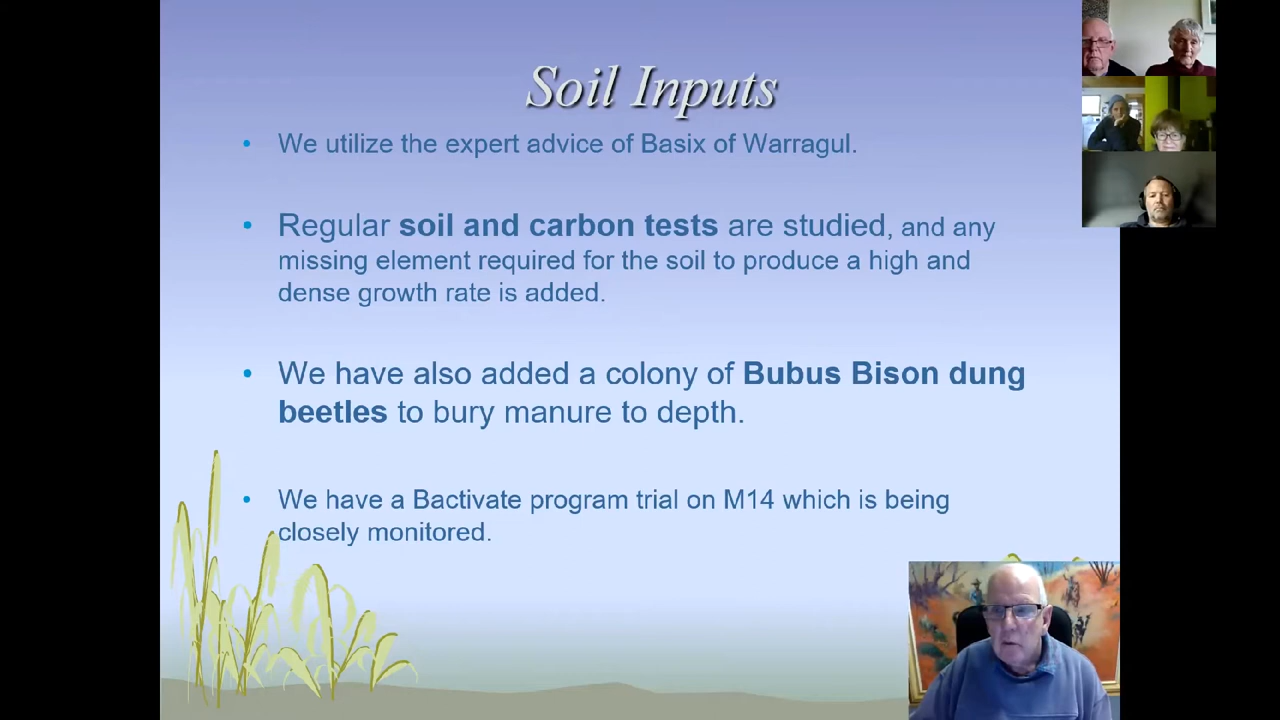 Soil Inputs
• We utilize the expert advice of Basix of Warragul.
• Regular soil and carbon tests are studied, and any
missing element required for the soil to produce a high and
dense growth rate is added.
• We have also added a colony of Bubus Bison dung
beetles to bury manure to depth.
• We have a Bactivate program trial on M14 which is being
closely monitored.